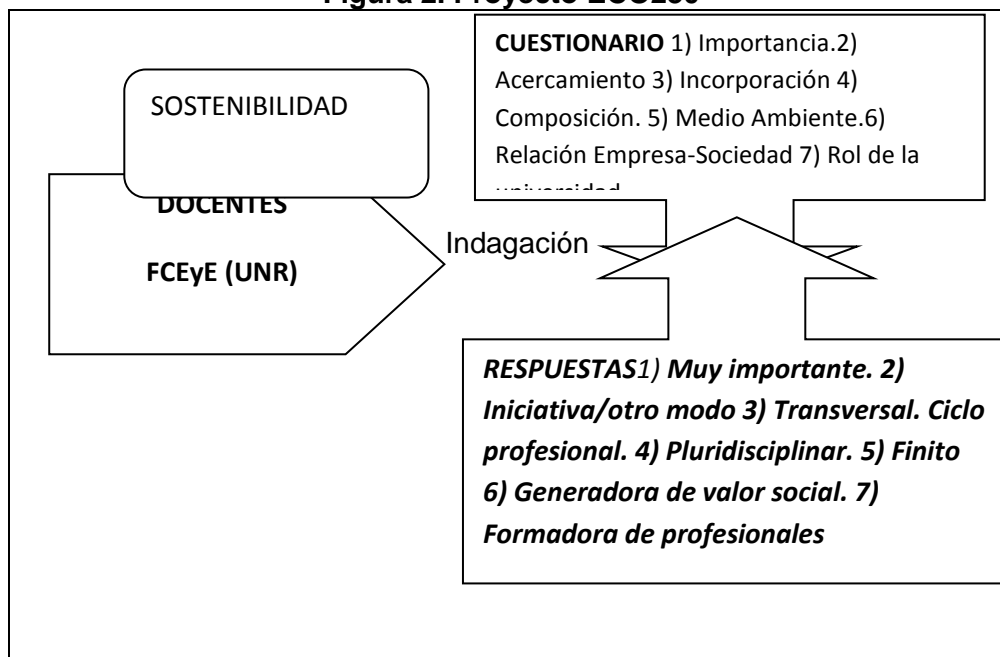 SOSTENIBILIDAD
DOCENTES
FCEyE (UNR)
Indagación
CUESTIONARIO 1) Importancia.2)
Acercamiento 3) Incorporación 4)
Composición. 5) Medio Ambiente.6)
Relación Empresa-Sociedad 7) Rol de la
RESPUESTAS1) Muy importante. 2)
Iniciativa/otro modo 3) Transversal. Ciclo
profesional. 4) Pluridisciplinar. 5) Finito
6) Generadora de valor social. 7)
Formadora de profesionales